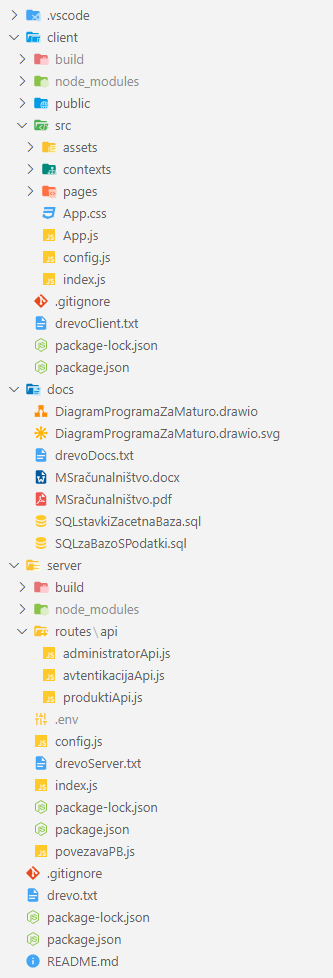 .vscode
client
build
node_modules
public
src
assets
contexts
pages
App.css
App.js
config.js
index.js
.gitignore
drevoClient.txt
package-lock.json
package.json
docs
DiagramProgramaZaMaturo.drawio
DiagramProgramaZaMaturo.drawio.svg
drevoDocs.txt
MSračunalništvo.docx
MSračunalništvo.pdf
SQLstavkiZacetnaBaza.sql
SQLzaBazoSPodatki.sql
server
build
node_modules
routes\api
administratorApi.js
avtentikacijaApi.js
produktiApi.js
.env
config.js
drevoServer.txt
index.js
package-lock.json
package.json
povezavaPB.js
.gitignore
drevo.txt
package-lock.json
package.json
README.md